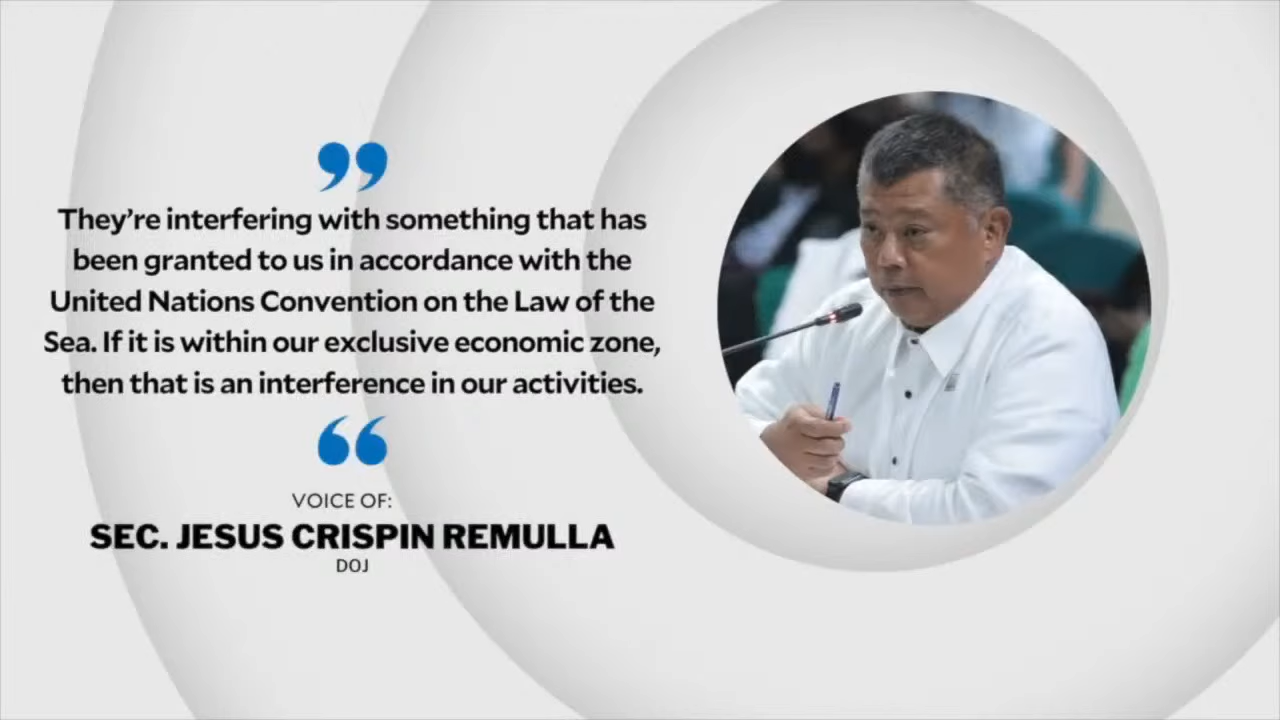 ”
They’re interfering with something that has
been granted to us in accordance with the
United Nations Convention on the Law of the
Sea. If it is within our exclusive economic zone,
then that is an interference in our activities.
“
VOICE OF:
SEC. JESUS CRISPIN REMULLA
DOJ